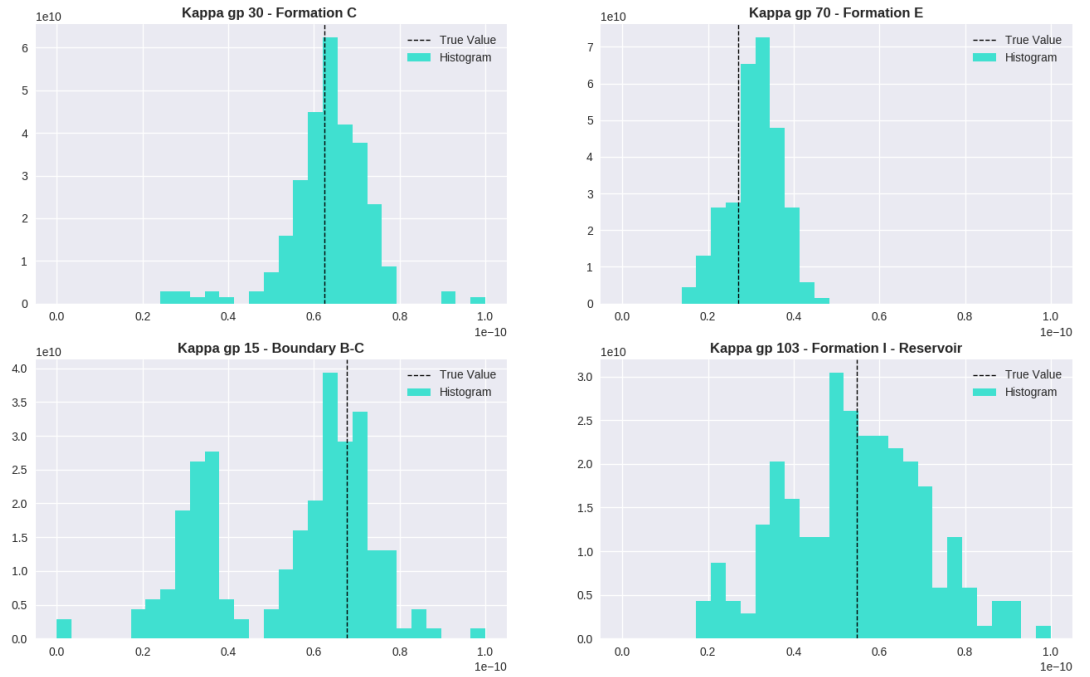 Kappa gp 30 - Formation C
1e10
True Value
Histogram
6
5
4
3
2
1
0
0.0 0.2 0.4 0.6 0.8 1.0
1e−10
Kappa gp 70 - Formation E
1e10
True Value
Histogram
7
6
5
4
3
2
1
0
0.0 0.2 0.4 0.6 0.8 1.0
1e−10
Kappa gp 15 - Boundary B-C
1e10
True Value
Histogram
4.0
3.5
3.0
2.5
2.0
1.5
1.0
0.5
0.0
0.0 0.2 0.4 0.6 0.8 1.0
1e−10
Kappa gp 103 - Formation I - Reservoir
1e10
True Value
Histogram
3.0
2.5
2.0
1.5
1.0
0.5
0.0
0.0 0.2 0.4 0.6 0.8 1.0
1e−10